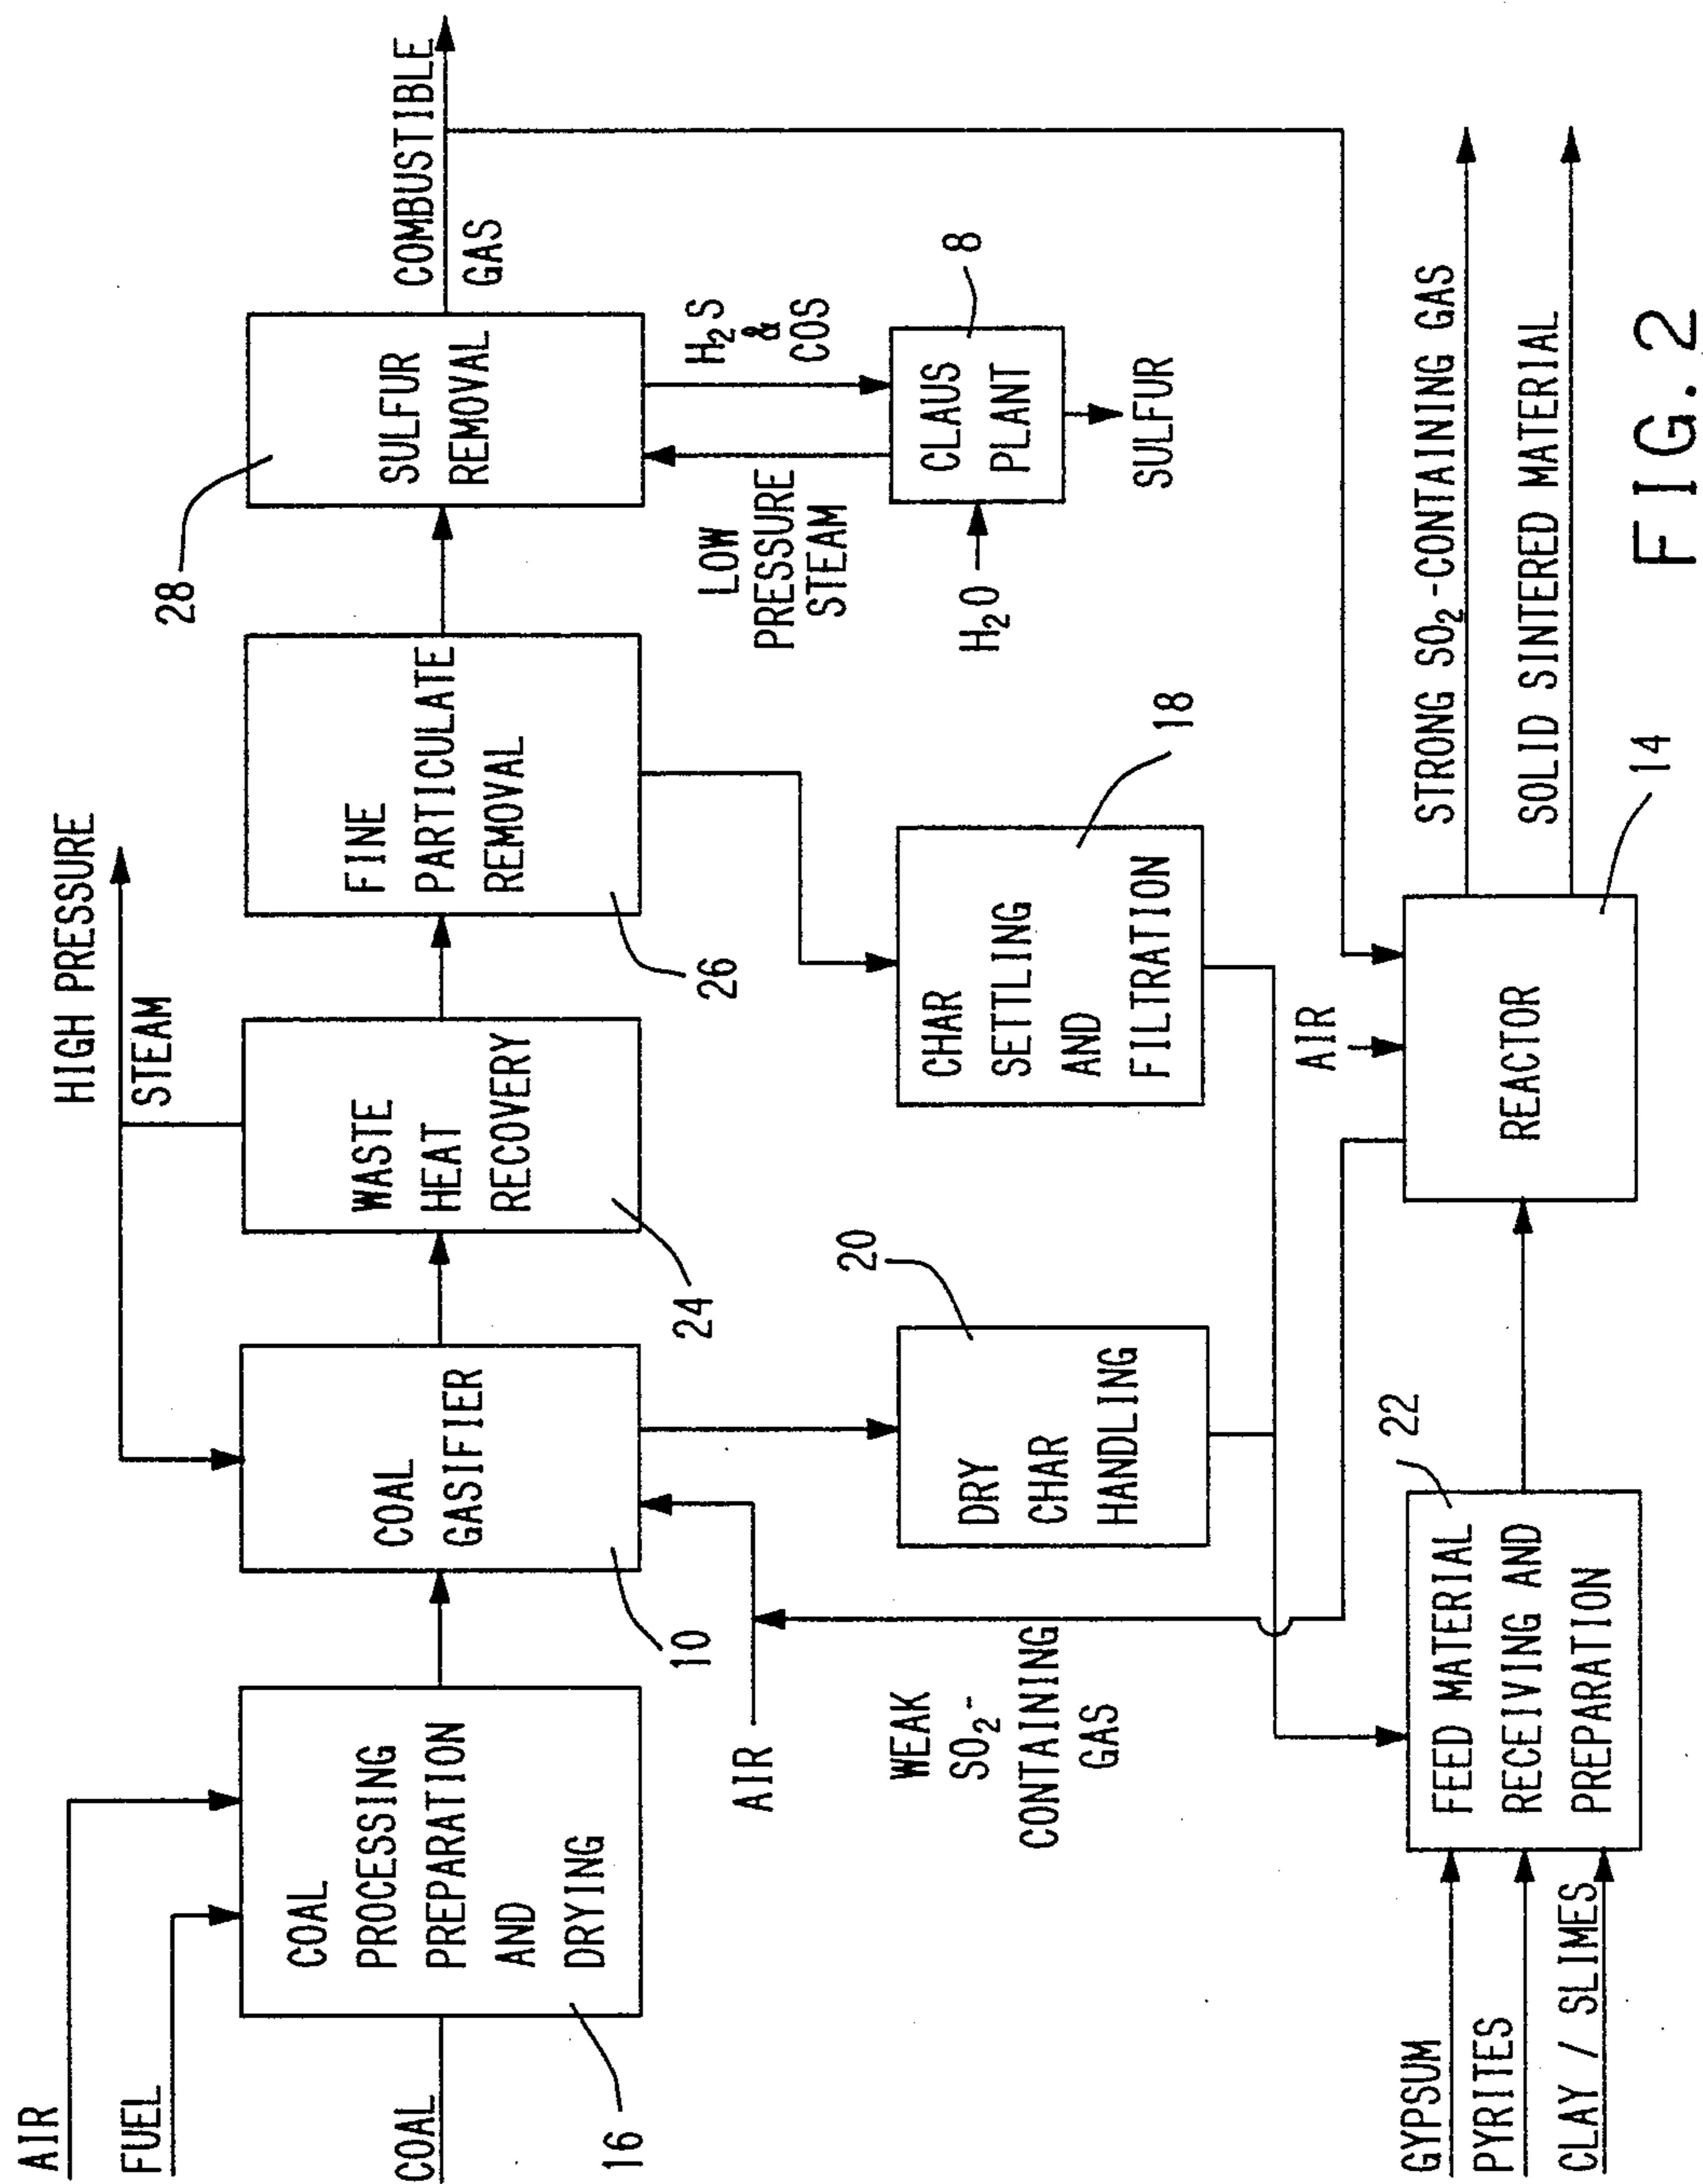 AIR
FUEL
COAL
COAL
PROCESSING
PREPARATION
AND
DRYING
16
COAL
GASIFIER
10
HIGH PRESSURE
STEAM
WASTE
HEAT
RECOVERY
24
FINE
PARTICULATE
REMOVAL
26
SULFUR
REMOVAL
28
COMBUSTIBLE
GAS
AIR
WEAK
SO₂-
CONTAINING
GAS
DRY
CHAR
HANDLING
20
CHAR
SETTLING
AND
FILTRATION
18
LOW
PRESSURE
STEAM
H₂S
&
COS
H₂O
CLAUS
PLANT
8
SULFUR
GYPSUM
PYRITES
CLAY / SLIMES
FEED MATERIAL
RECEIVING AND
PREPARATION
22
AIR
REACTOR
14
STRONG SO₂-CONTAINING GAS
SOLID SINTERED MATERIAL
FIG. 2